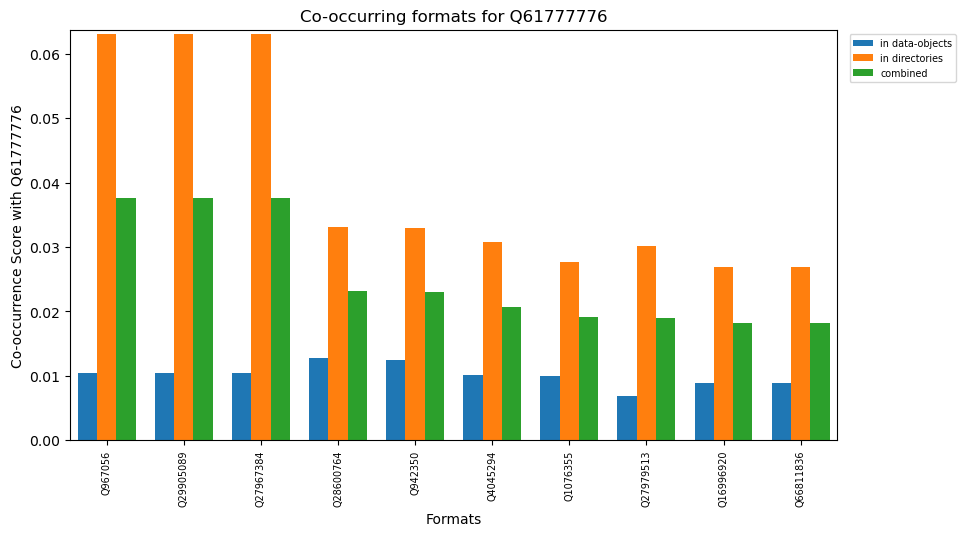 Co-occurring formats for Q61777776
in data-objects
in directories
combined
Co-occurrence Score with Q61777776
0.06
0.05
0.04
0.03
0.02
0.01
0.00
Q967056
Q29905089
Q27967384
Q28600764
Q942350
Q4045294
Q1076355
Q27979513
Q16996920
Q66811836
Formats